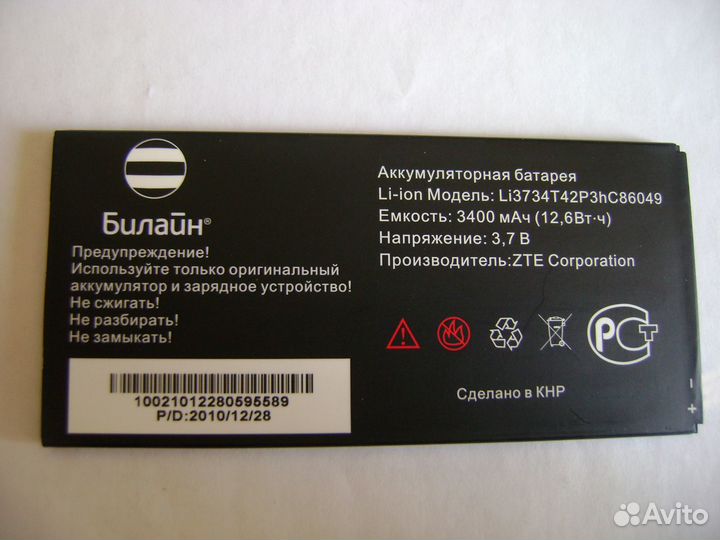 Билайн®
Предупреждение!
Используйте только оригинальный
аккумулятор и зарядное устройство!
Не сжигать!
Не разбирать!
Не замыкать!
10021012280595589
P/D:2010/12/28
Аккумуляторная батарея
Li-ion Модель: Li3734T42P3hC86049
Емкость: 3400 мАч (12,6Вт·ч)
Напряжение: 3,7 В
Производитель:ZTE Corporation
РСТ
Сделано в КНР
- +
Avito